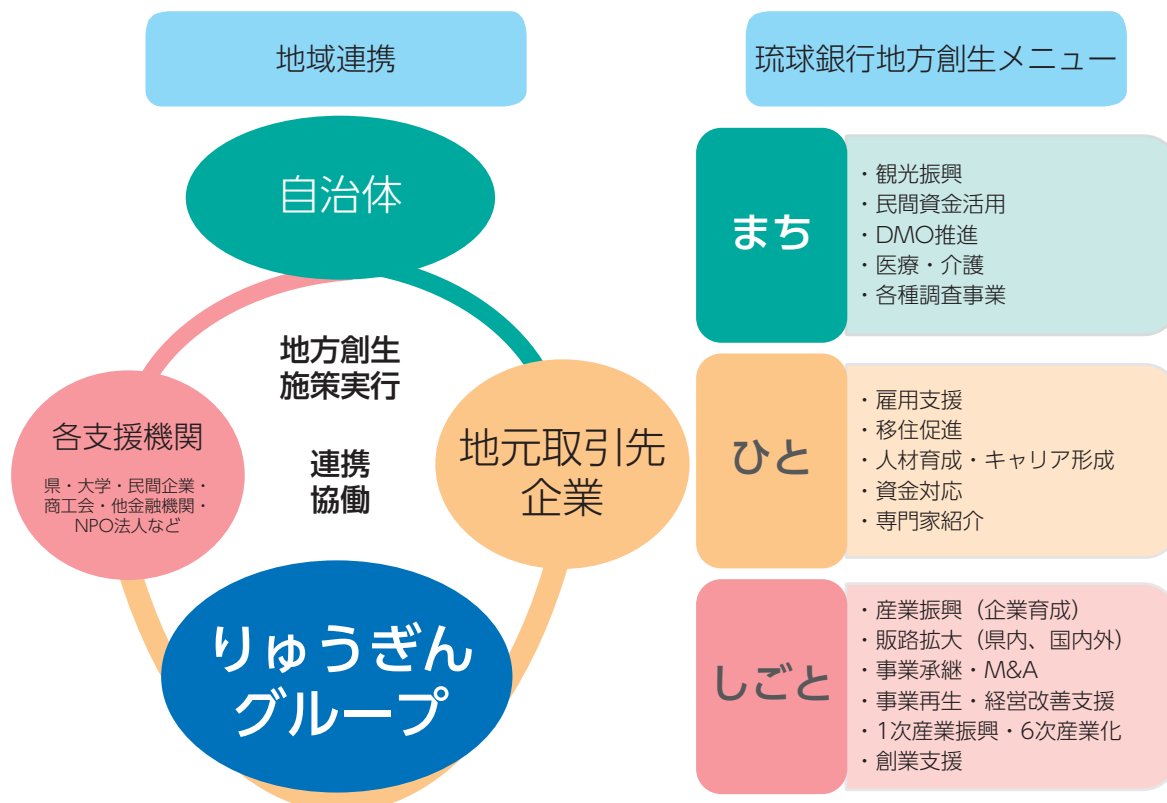 地域連携
自治体
地方創生
施策実行
連携
協働
各支援機関
県・大学・民間企業・
商工会・他金融機関・
NPO法人など
地元取引先
企業
りゅうぎん
グループ
琉球銀行地方創生メニュー
まち
・観光振興
・民間資金活用
・DMO推進
・医療・介護
・各種調査事業
ひと
・雇用支援
・移住促進
・人材育成・キャリア形成
・資金対応
・専門家紹介
しごと
・産業振興（企業育成）
・販路拡大（県内、国内外）
・事業承継・M&A
・事業再生・経営改善支援
・1次産業振興・6次産業化
・創業支援